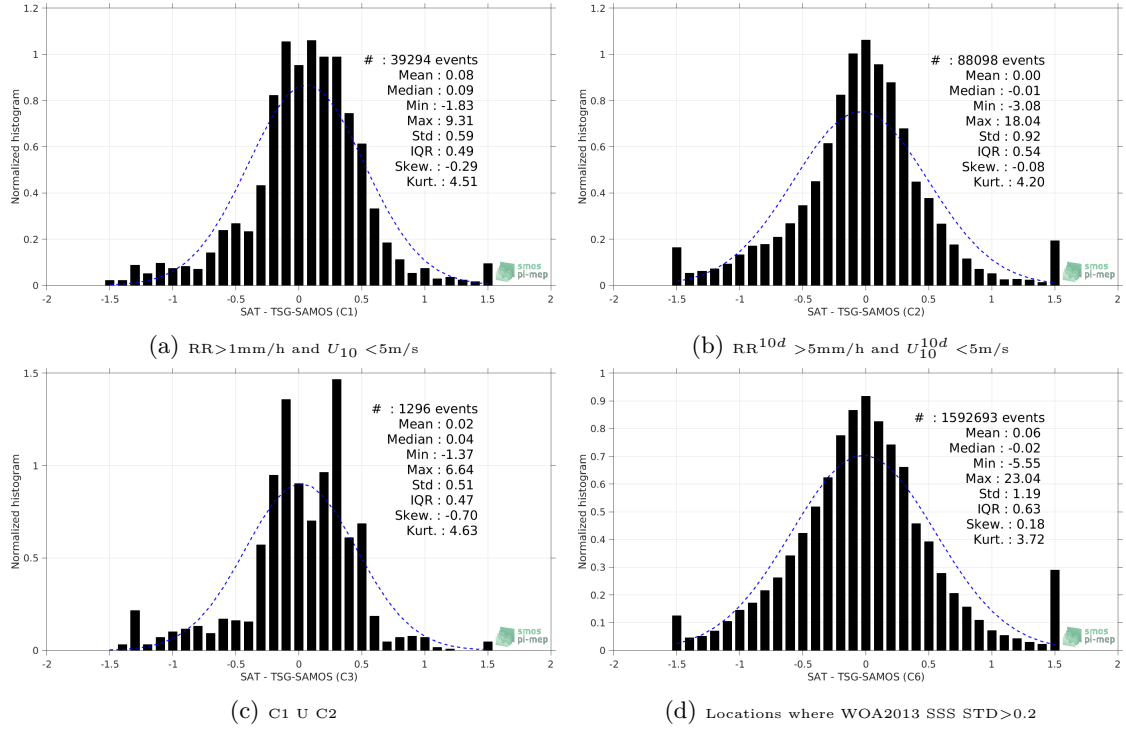 1.2
1
0.8
0.6
0.4
0.2
0
Normalized histogram
# : 39294 events
Mean : 0.08
Median : 0.09
Min : -1.83
Max : 9.31
Std : 0.59
IQR : 0.49
Skew. : -0.29
Kurt. : 4.51
smos
pi-mep
-2 -1.5 -1 -0.5 0 0.5 1 1.5 2
SAT - TSG-SAMOS (C1)
(a) RR>1mm/h and U10 <5m/s
1.2
1
0.8
0.6
0.4
0.2
0
Normalized histogram
# : 88098 events
Mean : 0.00
Median : -0.01
Min : -3.08
Max : 18.04
Std : 0.92
IQR : 0.54
Skew. : -0.08
Kurt. : 4.20
smos
pi-mep
-2 -1.5 -1 -0.5 0 0.5 1 1.5 2
SAT - TSG-SAMOS (C2)
(b) RR10d >5mm/h and U10d10 <5m/s
1.5
1
0.5
0
Normalized histogram
# : 1296 events
Mean : 0.02
Median : 0.04
Min : -1.37
Max : 6.64
Std : 0.51
IQR : 0.47
Skew. : -0.70
Kurt. : 4.63
smos
pi-mep
-2 -1.5 -1 -0.5 0 0.5 1 1.5 2
SAT - TSG-SAMOS (C3)
(c) C1 U C2
1
0.9
0.8
0.7
0.6
0.5
0.4
0.3
0.2
0.1
0
Normalized histogram
# : 1592693 events
Mean : 0.06
Median : -0.02
Min : -5.55
Max : 23.04
Std : 1.19
IQR : 0.63
Skew. : 0.18
Kurt. : 3.72
smos
pi-mep
-2 -1.5 -1 -0.5 0 0.5 1 1.5 2
SAT - TSG-SAMOS (C6)
(d) Locations where WOA2013 SSS STD>0.2